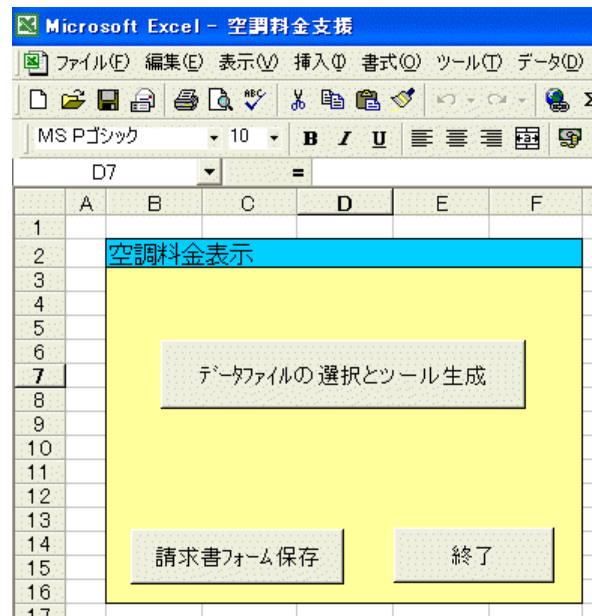 Microsoft Excel - 空調料金支援
ファイル(F) 編集(E) 表示(V) 挿入(I) 書式(O) ツール(T) データ(D)
ABC
MS Pゴシック 10 B I U
D7 =
A B C D E F
1
2 空調料金表示
3
4
5
6
7 ﾃﾞｰﾀﾌｧｲﾙの選択とツール生成
8
9
10
11
12
13
14
15 請求書ﾌｫｰﾑ保存 終了
16
17